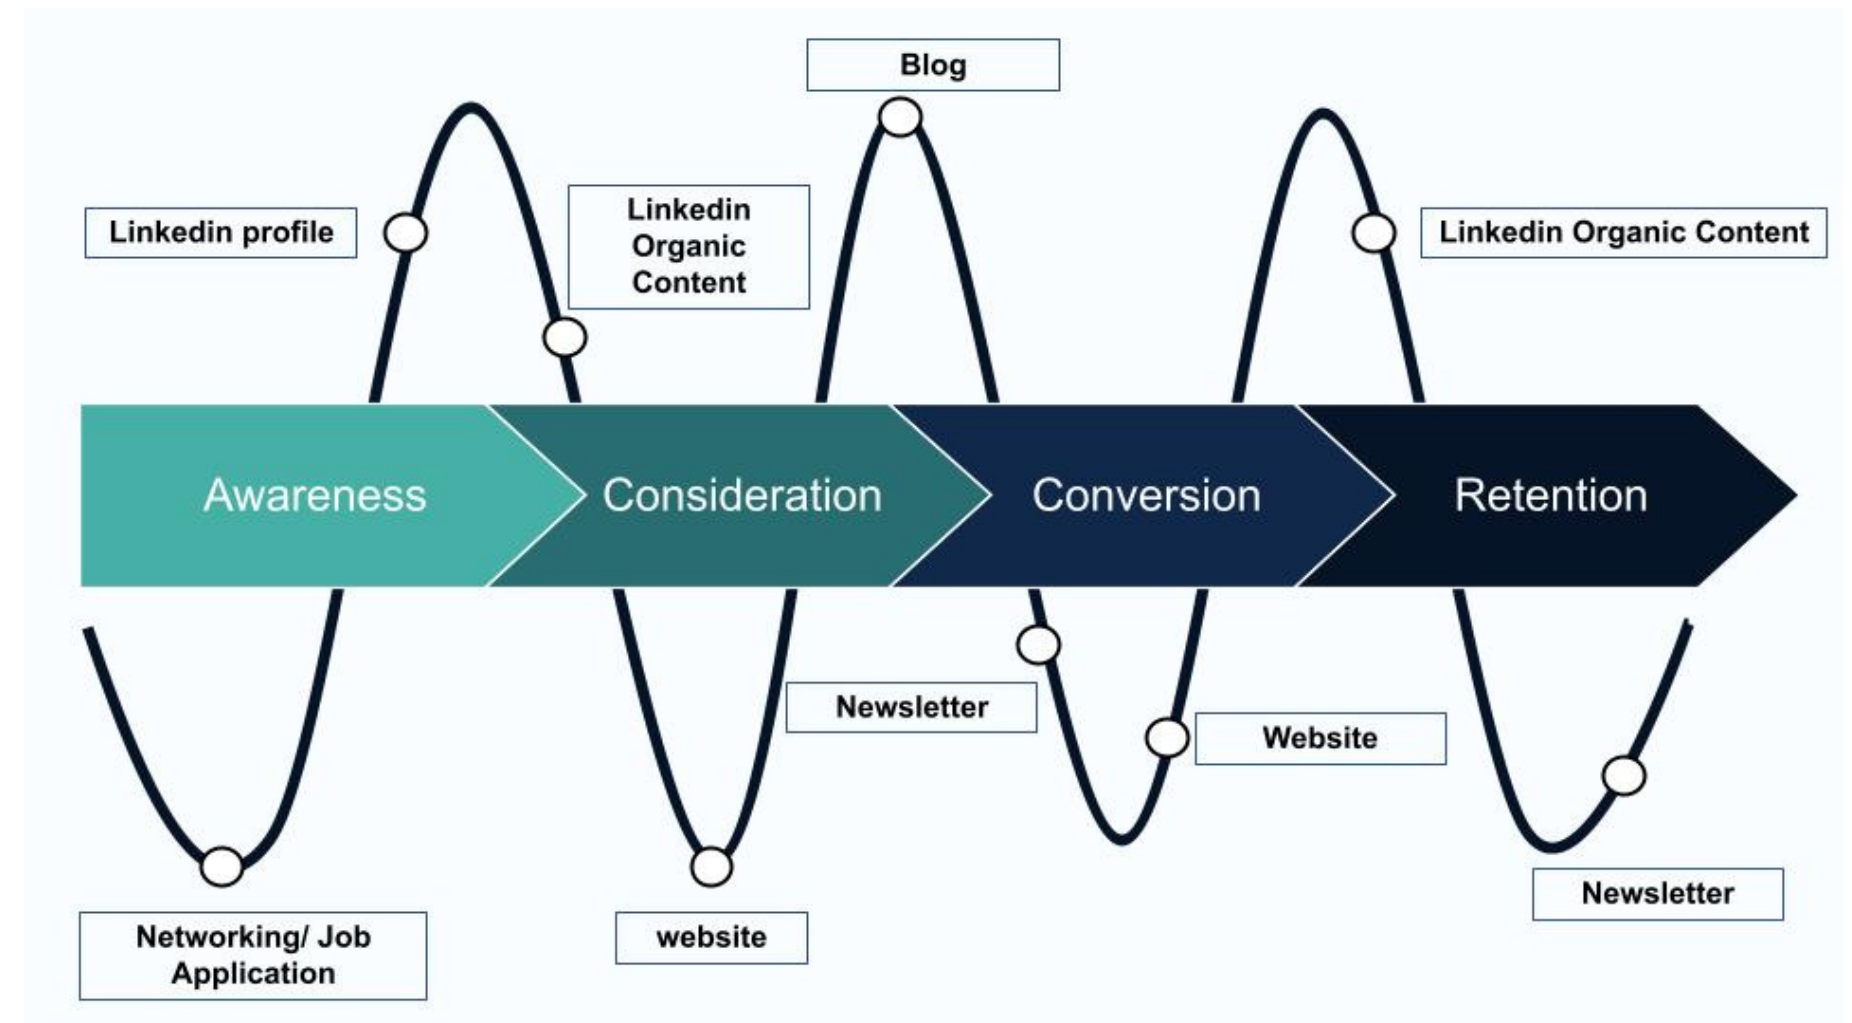 Blog
Linkedin profile
Linkedin
Organic
Content
Linkedin Organic Content
Awareness
Consideration
Conversion
Retention
Newsletter
Website
Newsletter
Networking/ Job
Application
website